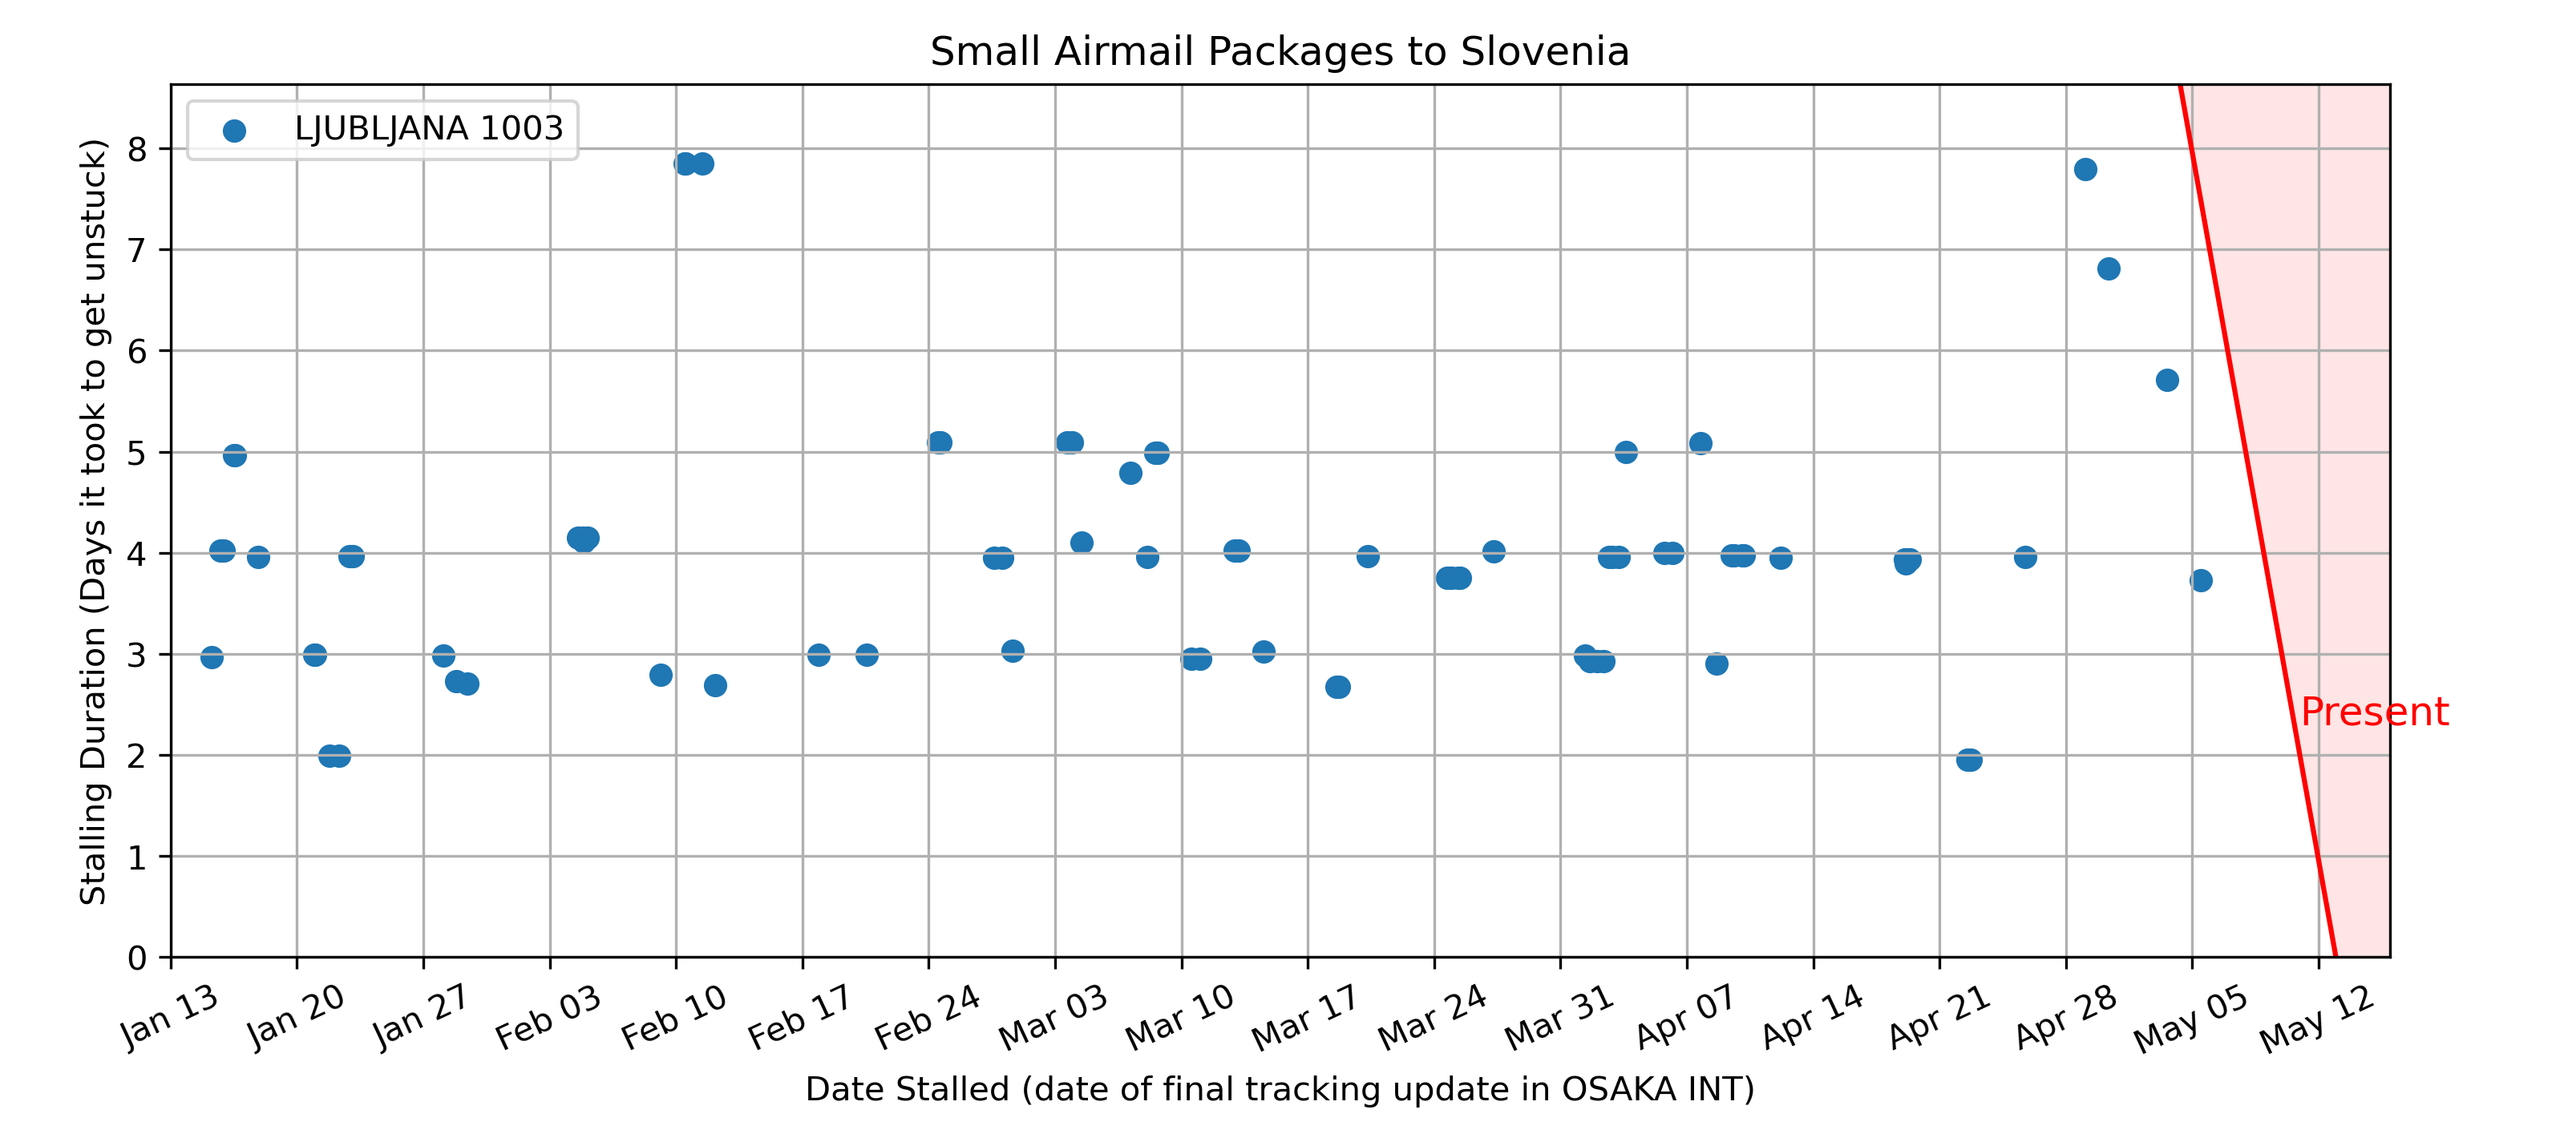 Small Airmail Packages to Slovenia
LJUBLJANA 1003
Stalling Duration (Days it took to get unstuck)
8
7
6
5
4
3
2
1
0
Present
Jan 13
Jan 20
Jan 27
Feb 03
Feb 10
Feb 17
Feb 24
Mar 03
Mar 10
Mar 17
Mar 24
Mar 31
Apr 07
Apr 14
Apr 21
Apr 28
May 05
May 12
Date Stalled (date of final tracking update in OSAKA INT)